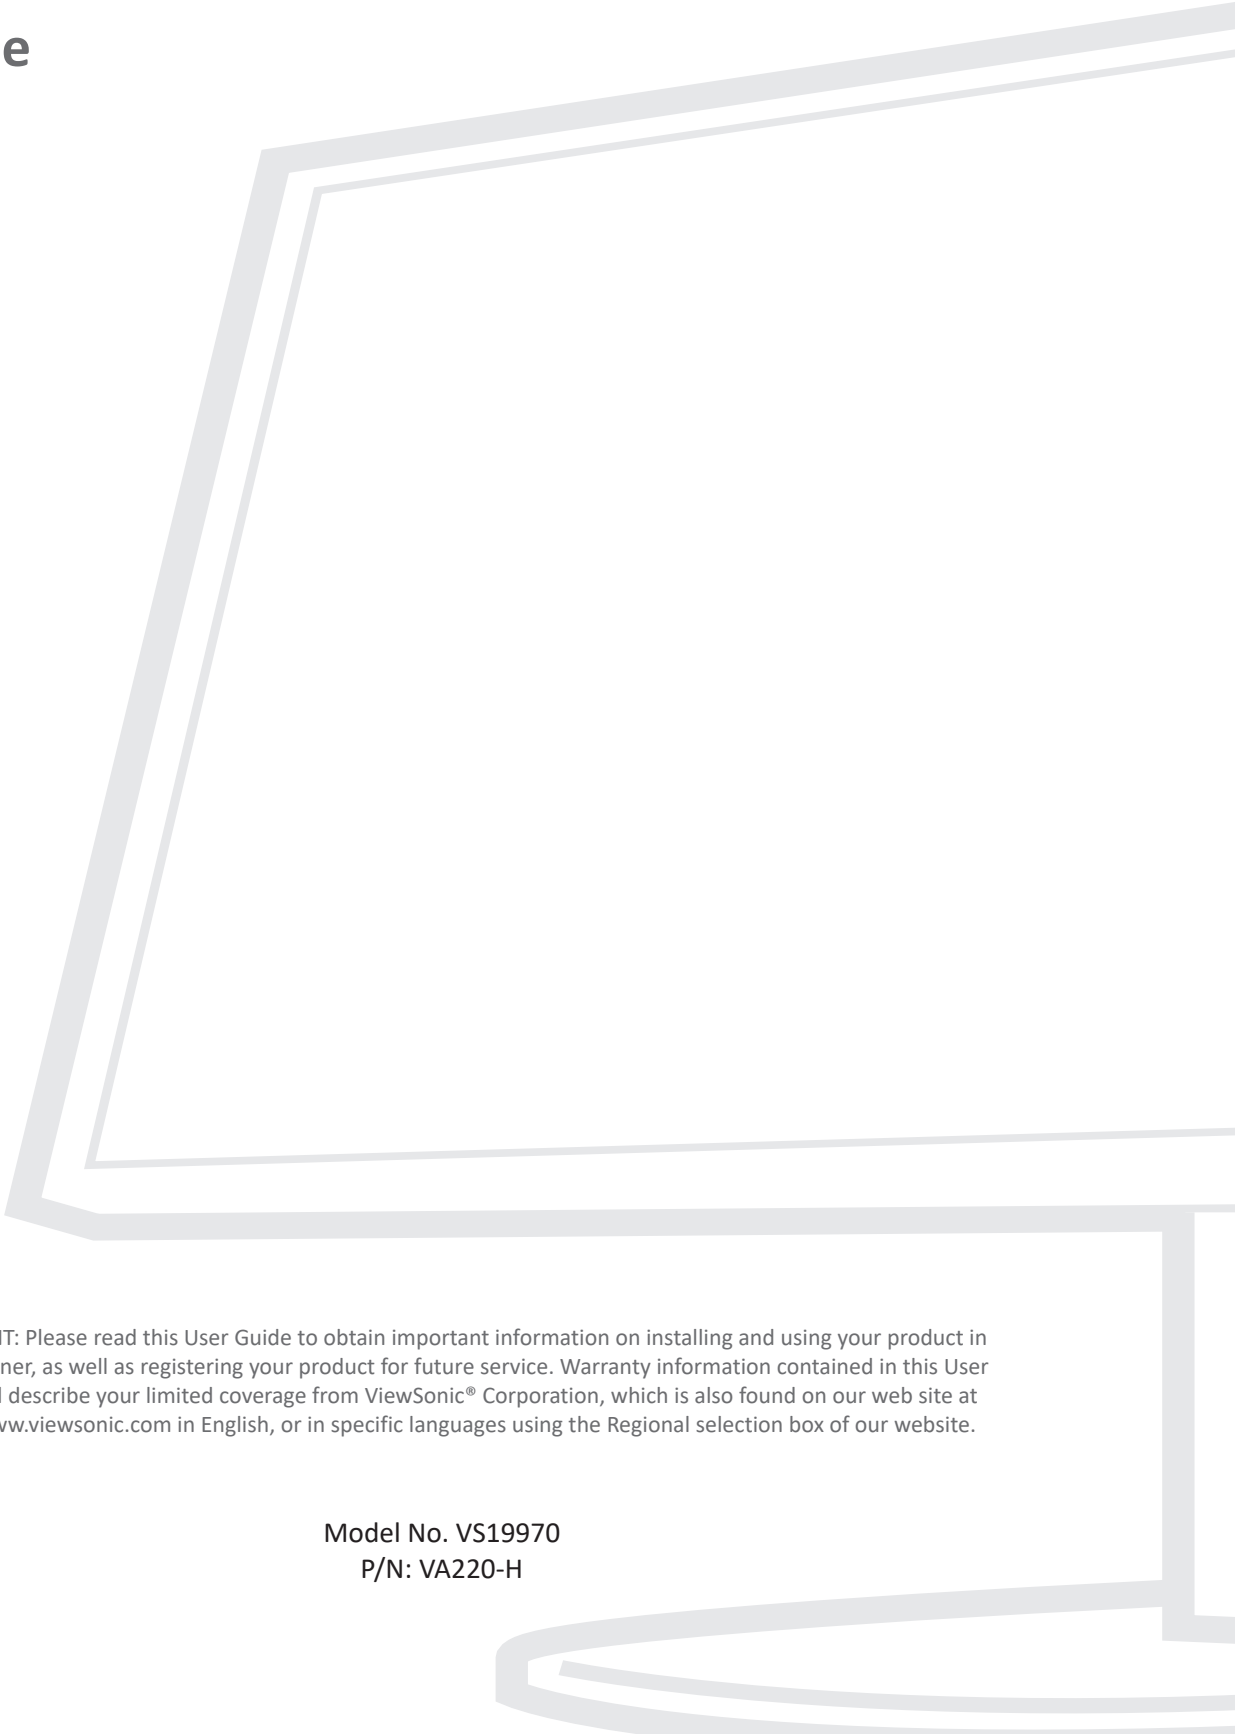 e
IT: Please read this User Guide to obtain important information on installing and using your product in
ner, as well as registering your product for future service. Warranty information contained in this User
describe your limited coverage from ViewSonic® Corporation, which is also found on our web site at
w.viewsonic.com in English, or in specific languages using the Regional selection box of our website.
Model No. VS19970
P/N: VA220-H